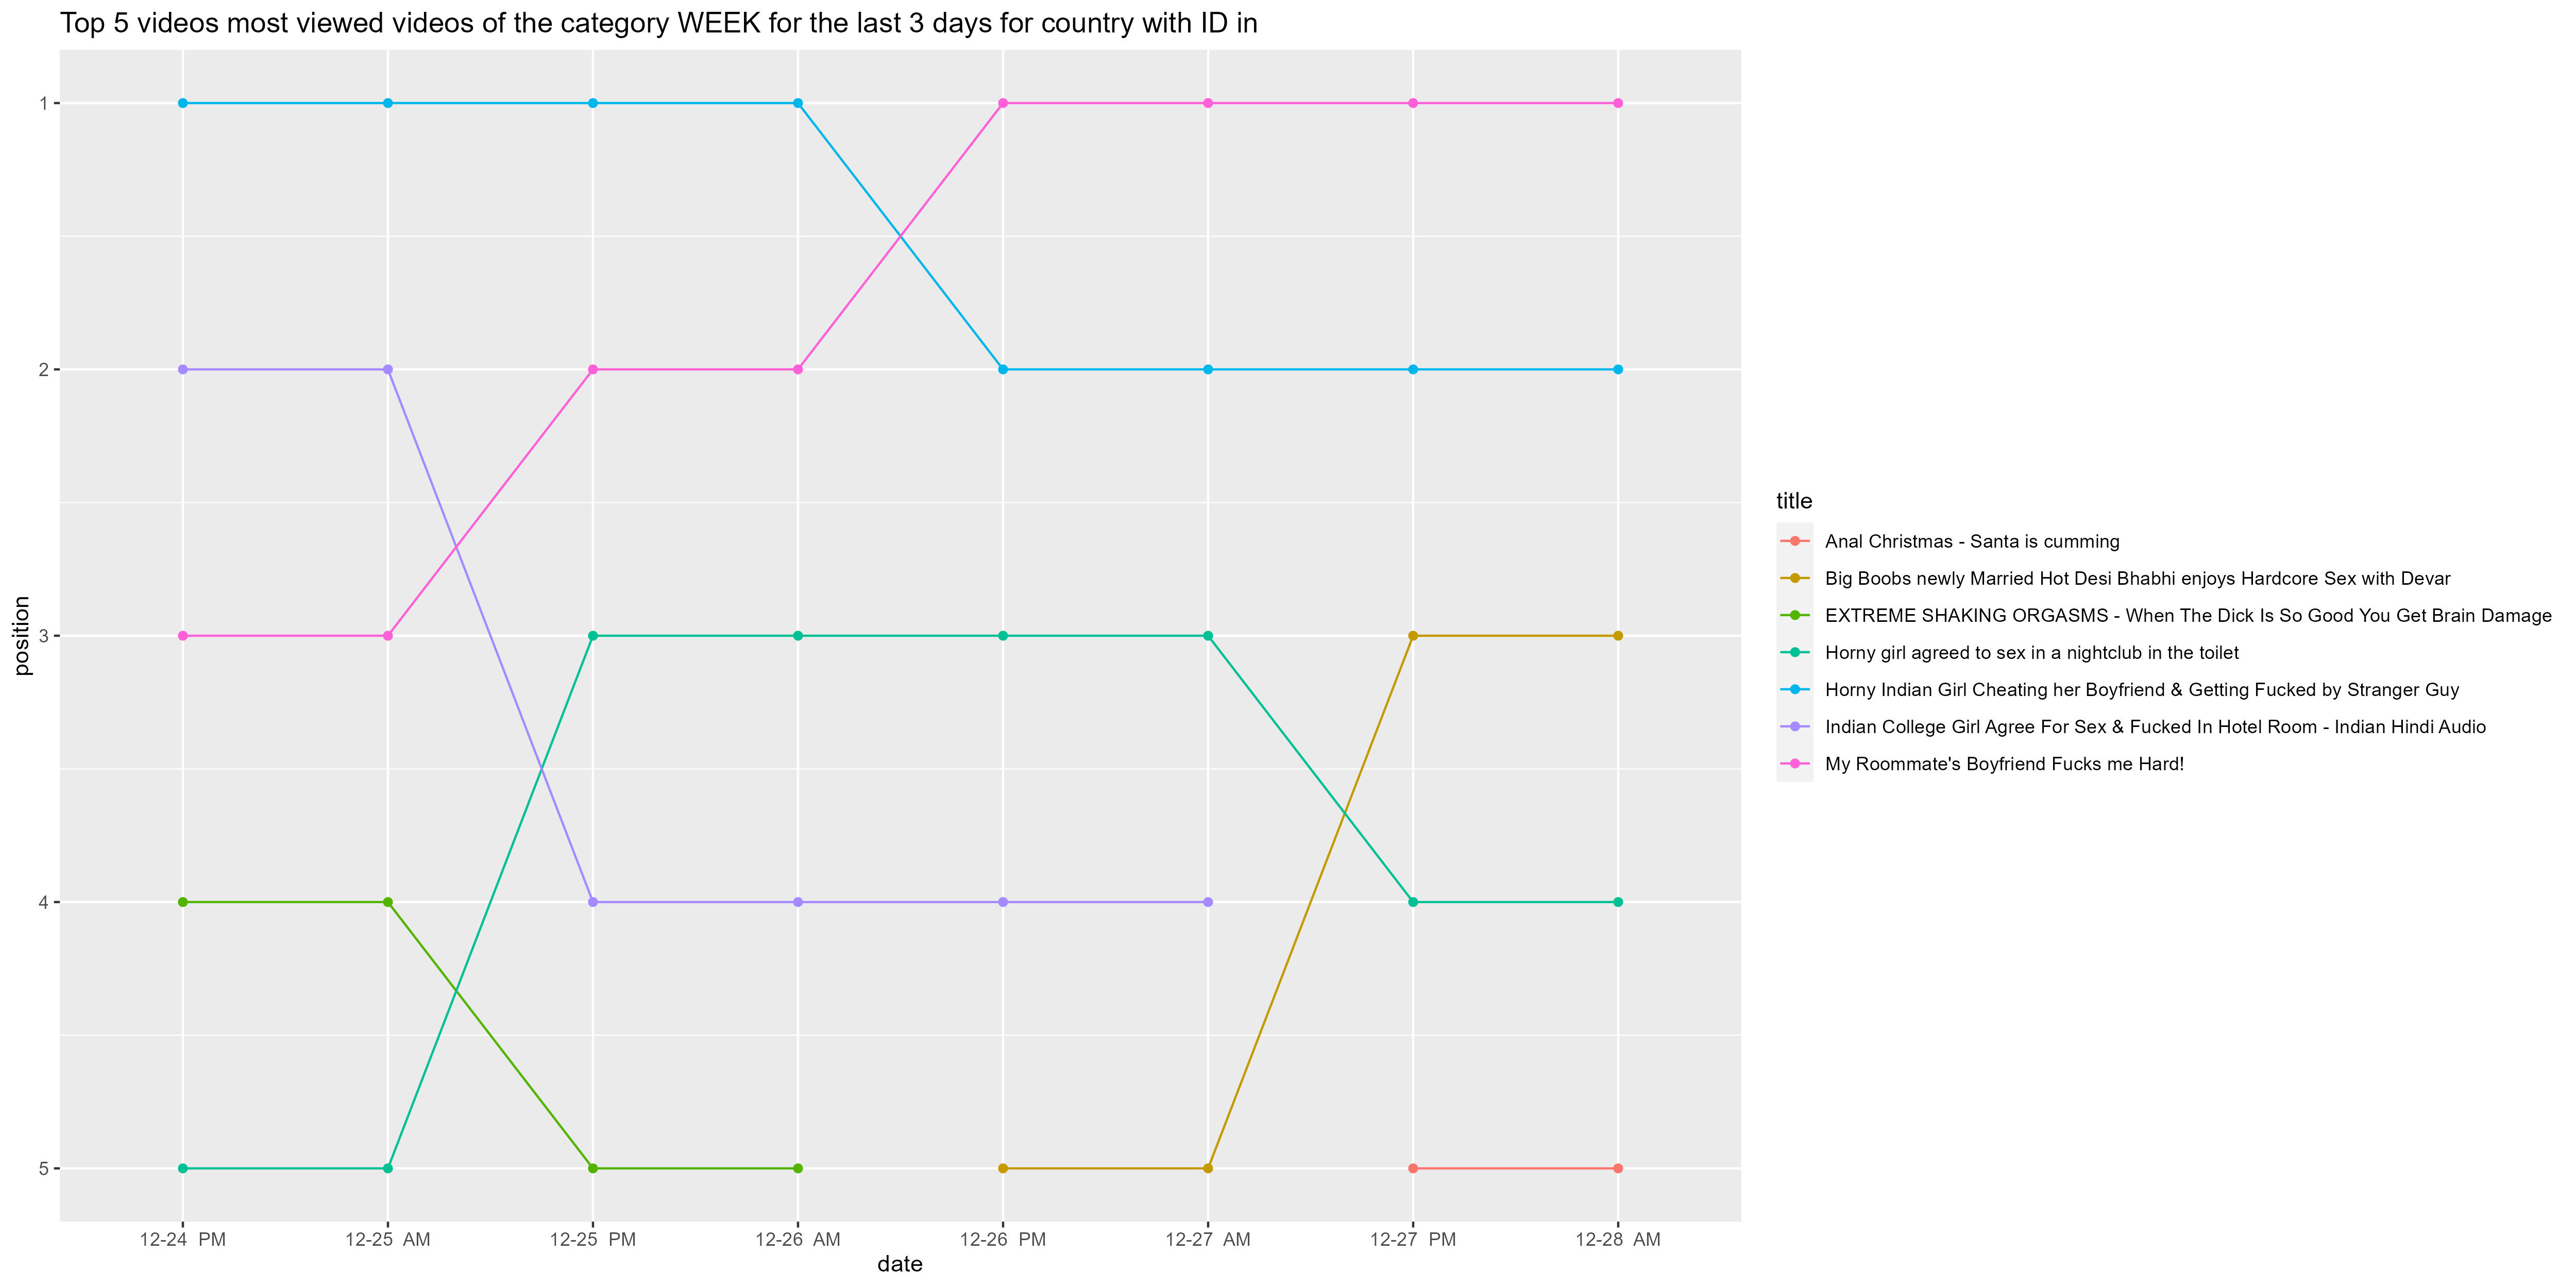 Top 5 videos most viewed videos of the category WEEK for the last 3 days for country with ID in
1
2
3
4
5
position
12-24 PM
12-25 AM
12-25 PM
12-26 AM
12-26 PM
12-27 AM
12-27 PM
12-28 AM
date
title
Anal Christmas - Santa is cumming
Big Boobs newly Married Hot Desi Bhabhi enjoys Hardcore Sex with Devar
EXTREME SHAKING ORGASMS - When The Dick Is So Good You Get Brain Damage
Horny girl agreed to sex in a nightclub in the toilet
Horny Indian Girl Cheating her Boyfriend & Getting Fucked by Stranger Guy
Indian College Girl Agree For Sex & Fucked In Hotel Room - Indian Hindi Audio
My Roommate's Boyfriend Fucks me Hard!